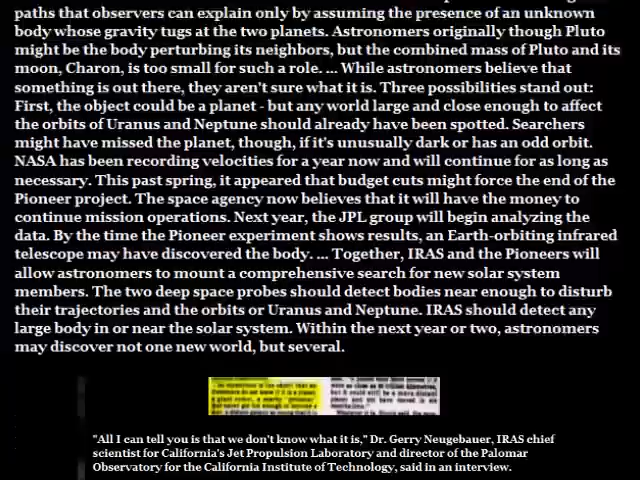 paths that observers can explain only by assuming the presence of an unknown
body whose gravity tugs at the two planets. Astronomers originally though Pluto
might be the body perturbing its neighbors, but the combined mass of Pluto and its
moon, Charon, is too small for such a role. ... While astronomers believe that
something is out there, they aren't sure what it is. Three possibilities stand out:
First, the object could be a planet - but any world large and close enough to affect
the orbits of Uranus and Neptune should already have been spotted. Searchers
might have missed the planet, though, if it's unusually dark or has an odd orbit.
NASA has been recording velocities for a year now and will continue for as long as
necessary. This past spring, it appeared that budget cuts might force the end of the
Pioneer project. The space agency now believes that it will have the money to
continue mission operations. Next year, the JPL group will begin analyzing the
data. By the time the Pioneer experiment shows results, an Earth-orbiting infrared
telescope may have discovered the body. ... Together, IRAS and the Pioneers will
allow astronomers to mount a comprehensive search for new solar system
members. The two deep space probes should detect bodies near enough to disturb
their trajectories and the orbits or Uranus and Neptune. IRAS should detect any
large body in or near the solar system. Within the next year or two, astronomers
may discover not one new world, but several.
"All I can tell you is that we don't know what it is," Dr. Gerry Neugebauer, IRAS chief
scientist for California's Jet Propulsion Laboratory and director of the Palomar
Observatory for the California Institute of Technology, said in an interview.